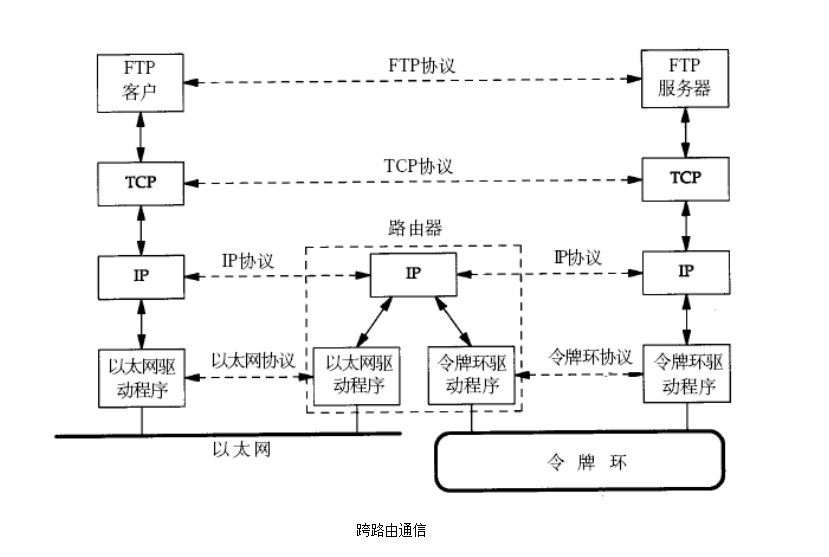 FTP
客户
FTP协议
FTP
服务器
TCP
TCP协议
TCP
路由器
IP
IP协议
IP
IP协议
IP
以太网驱
动程序
以太网协议
以太网驱
动程序
令牌环驱
动程序
令牌环协议
令牌环驱
动程序
以太网
令牌环
跨路由通信